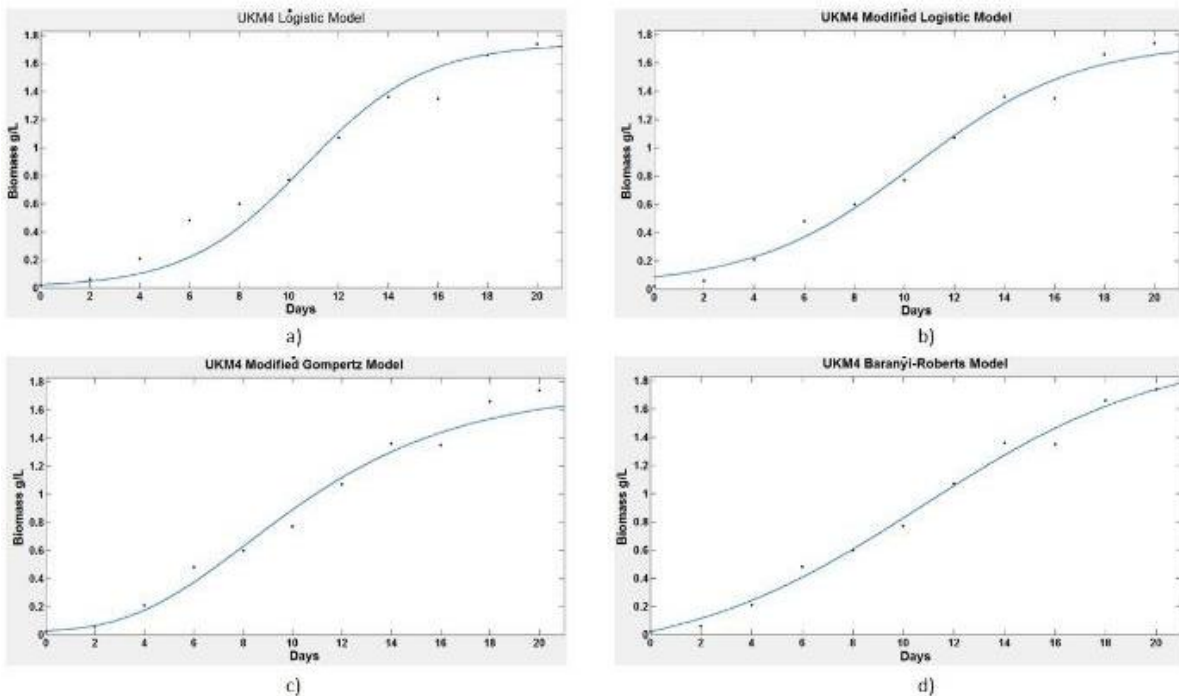 UKM4 Logistic Model
1.8
1.6
1.4
1.2
1
0.8
0.6
0.4
0.2
0
Biomass g/L
0 2 4 6 8 10 12 14 16 18 20
Days
a)
UKM4 Modified Logistic Model
1.8
1.6
1.4
1.2
1
0.8
0.6
0.4
0.2
0
Biomass g/L
0 2 4 6 8 10 12 14 16 18 20
Days
b)
UKM4 Modified Gompertz Model
1.8
1.6
1.4
1.2
1
0.8
0.6
0.4
0.2
0
Biomass g/L
0 2 4 6 8 10 12 14 16 18 20
Days
c)
UKM4 Baranyi-Roberts Model
1.8
1.6
1.4
1.2
1
0.8
0.6
0.4
0.2
0
Biomass g/L
0 2 4 6 8 10 12 14 16 18 20
Days
d)